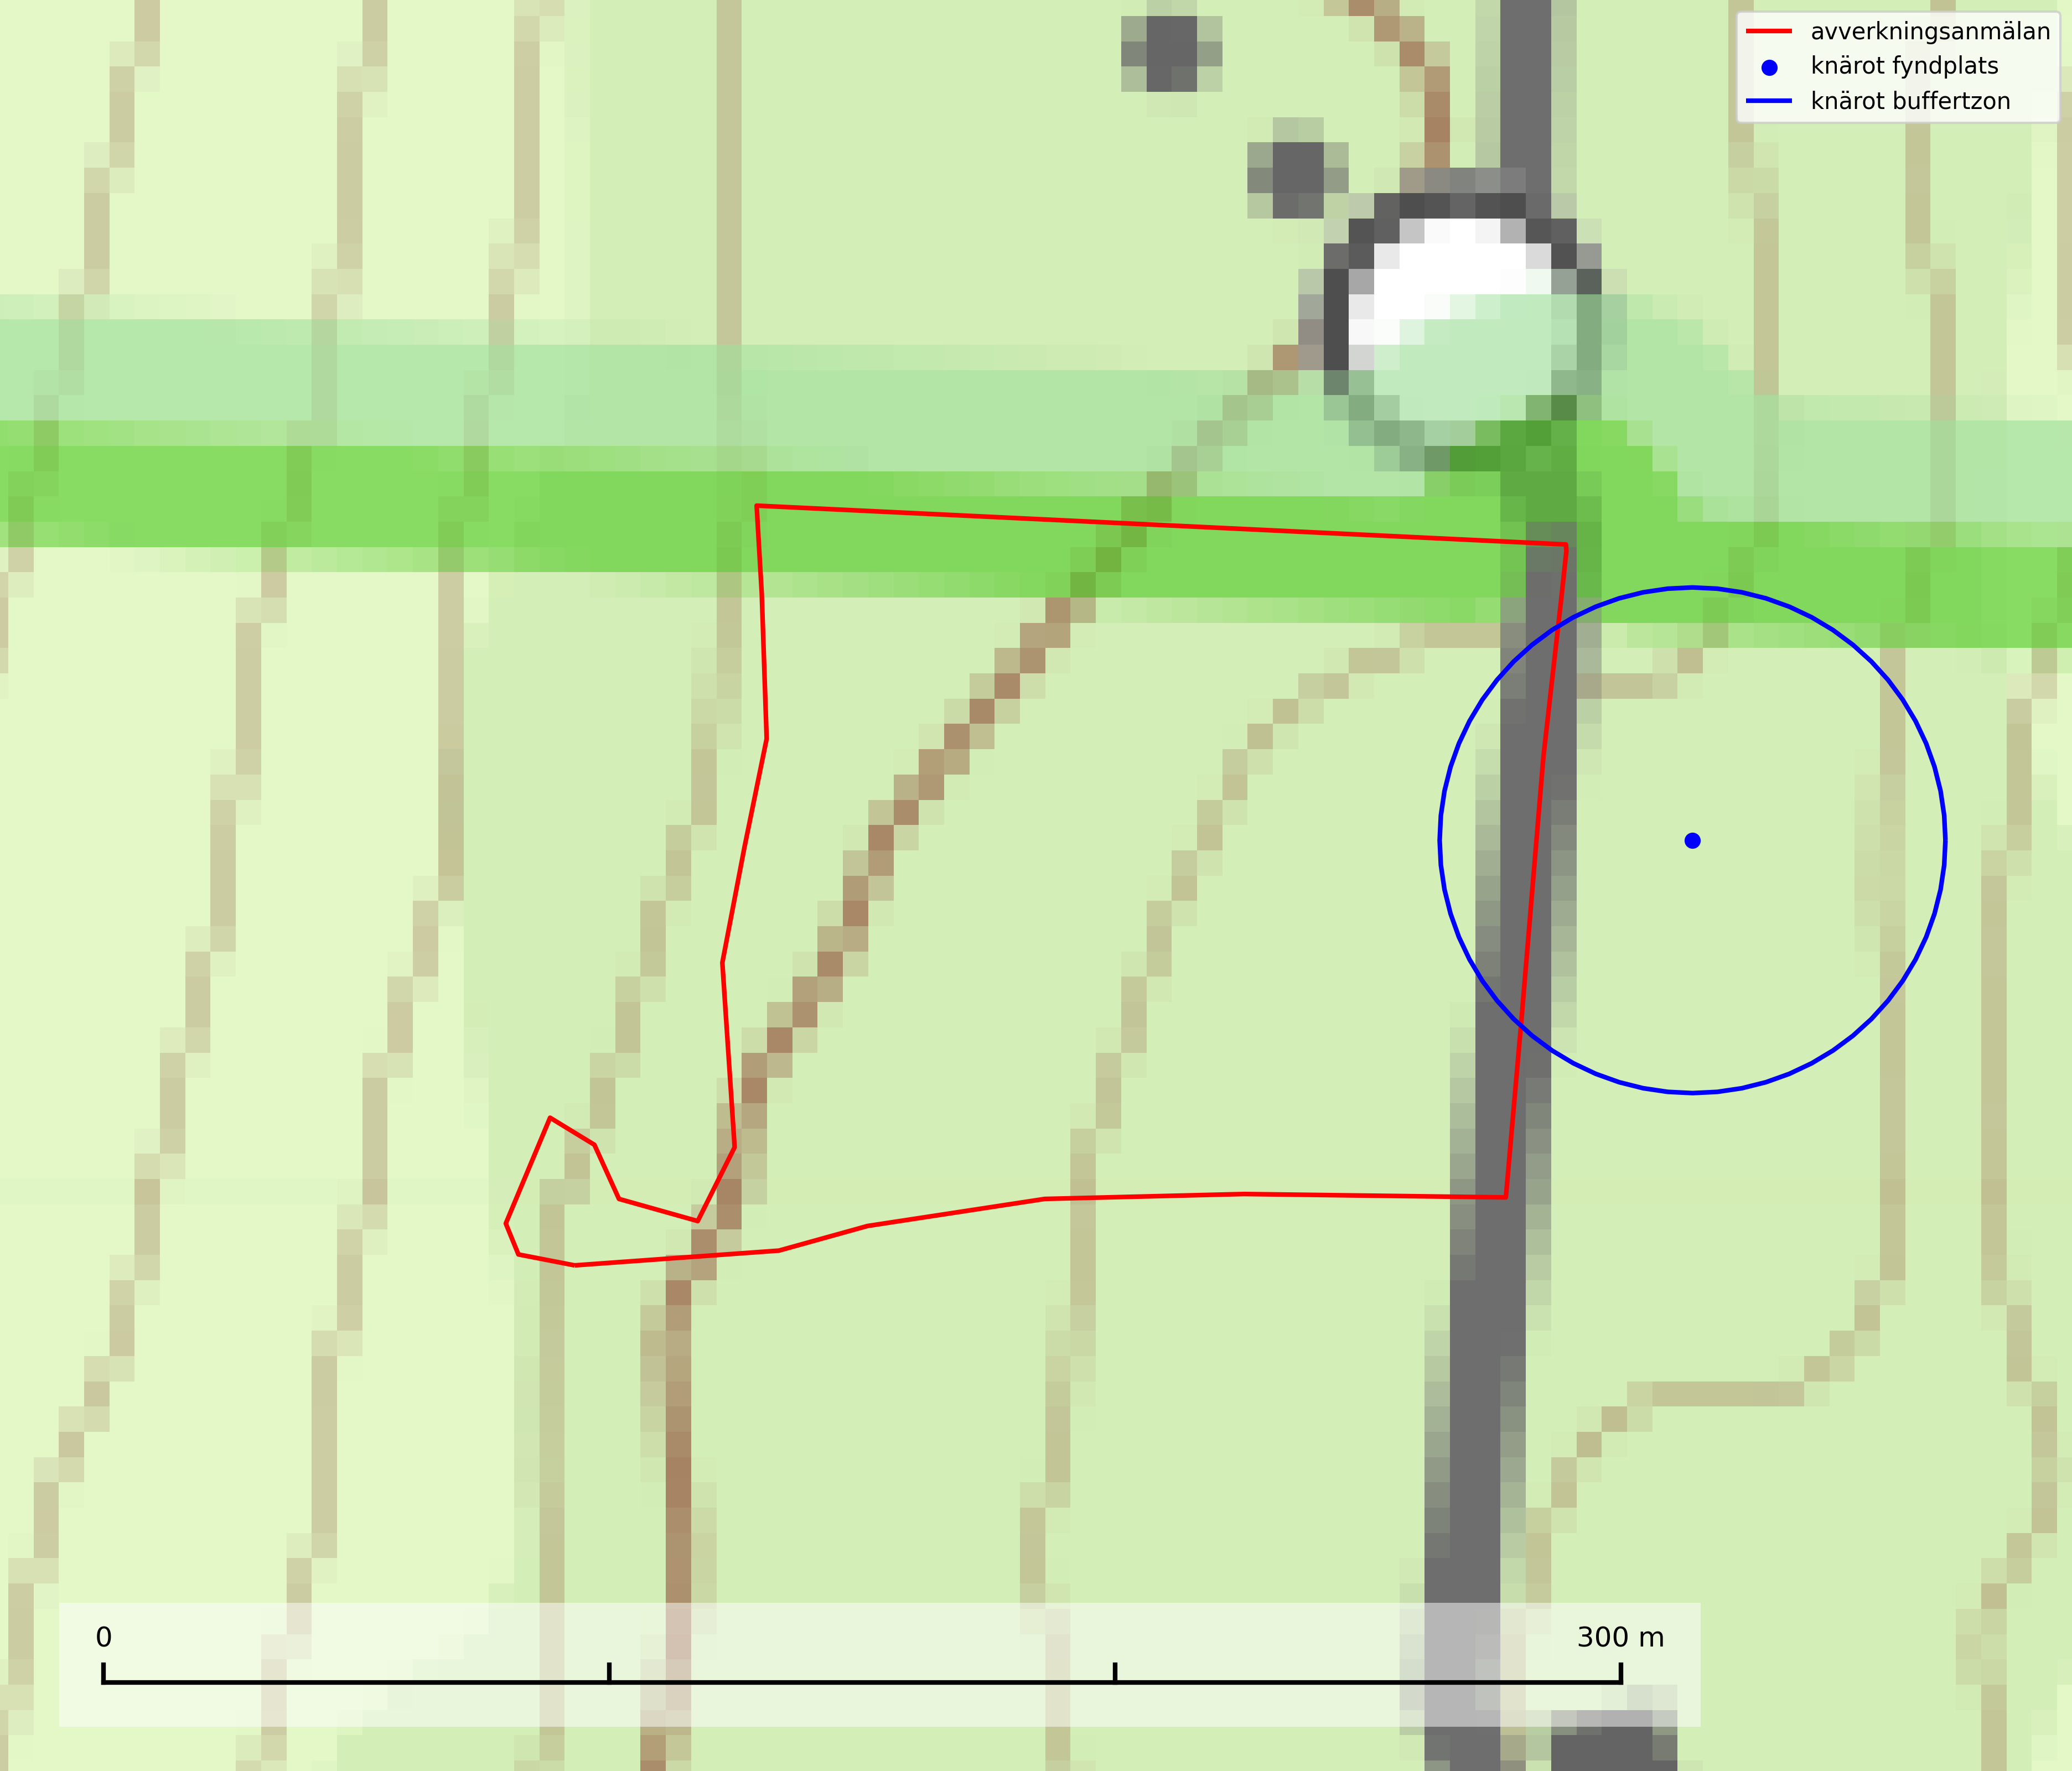 avverkningsanmälan
knärot fyndplats
knärot buffertzon
0 300 m